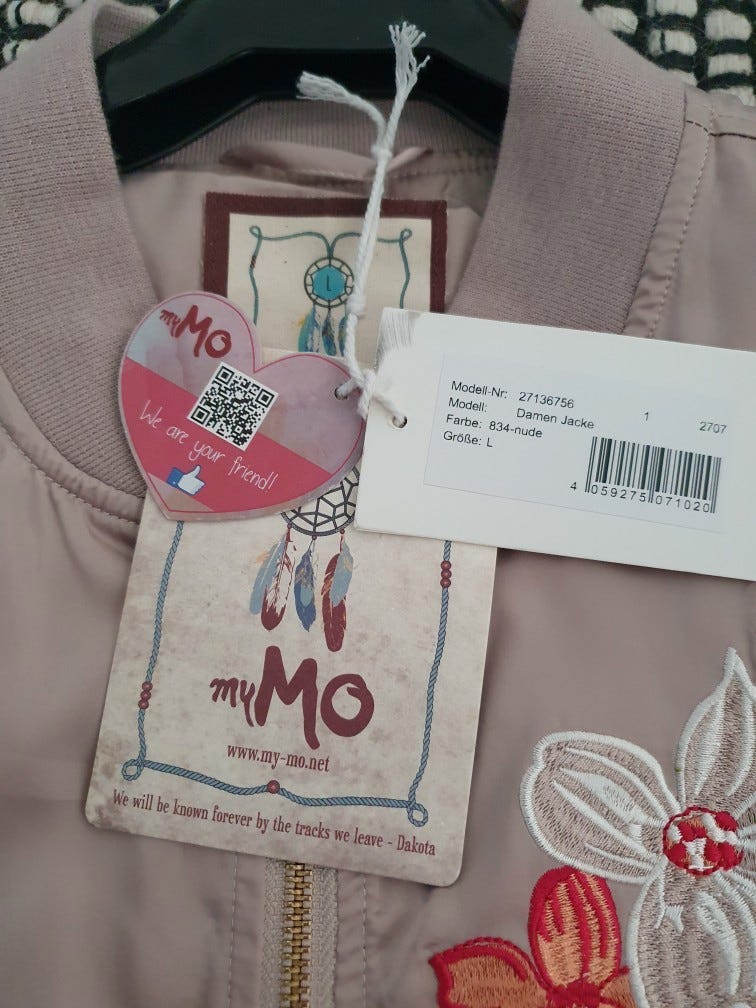 L
myMO
We are your friend!
Modell-Nr: 27136756
Modell: Damen Jacke 1 2707
Farbe: 834-nude
Größe: L
4 059275 071020
myMO
www.my-mo.net
We will be known forever by the tracks we leave - Dakota